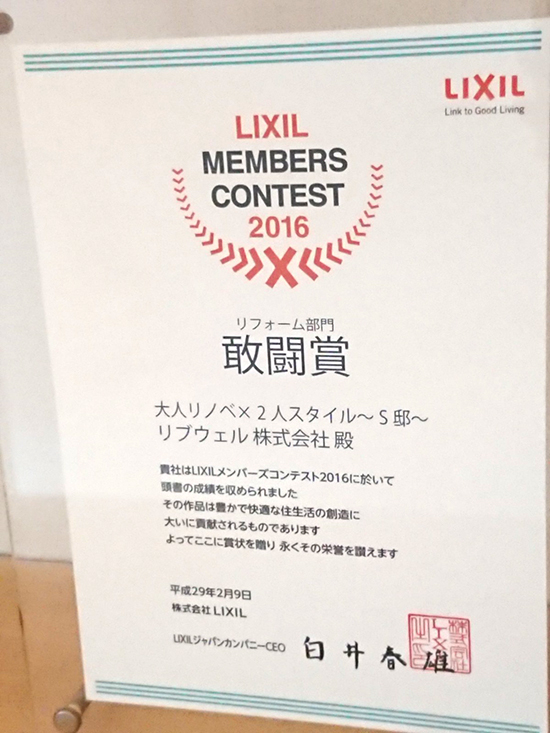 LIXIL
Link to Good Living
LIXIL
MEMBERS
CONTEST
2016
リフォーム部門
敢闘賞
大人リノベ×2人スタイル～S邸～
リブウェル 株式会社 殿
貴社はLIXILメンバーズコンテスト2016に於いて
頭書の成績を収められました
その作品は豊かで快適な住生活の創造に
大いに貢献されるものであります
よってここに賞状を贈り 永くその栄誉を讃えます
平成29年2月9日
株式会社 LIXIL
LIXILジャパンカンパニーCEO 白井春雄